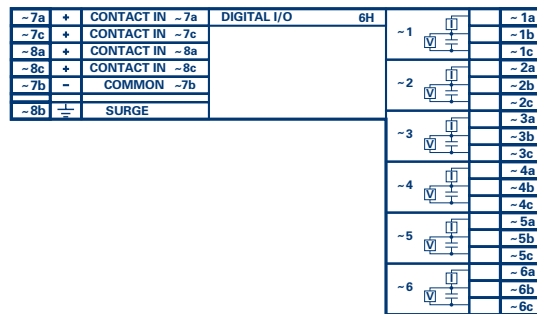 ~7a + CONTACT IN ~7a DIGITAL I/O 6H
~7c + CONTACT IN ~7c
~8a + CONTACT IN ~8a
~8c + CONTACT IN ~8c
~7b - COMMON ~7b
~8b SURGE
~1 I V ~1a
~1b
~1c
~2 I V ~2a
~2b
~2c
~3 I V ~3a
~3b
~3c
~4 I V ~4a
~4b
~4c
~5 I V ~5a
~5b
~5c
~6 I V ~6a
~6b
~6c